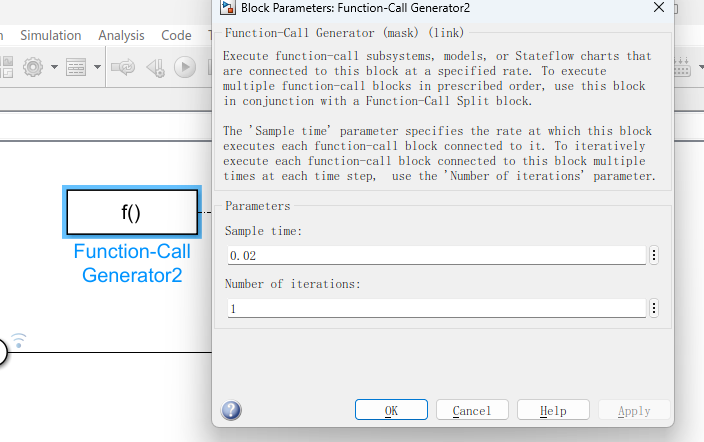 Block Parameters: Function-Call Generator2
Simulation Analysis Code
Function-Call Generator (mask) (link)
Execute function-call subsystems, models, or Stateflow charts that
are connected to this block at a specified rate. To execute
multiple function-call blocks in prescribed order, use this block
in conjunction with a Function-Call Split block.
The 'Sample time' parameter specifies the rate at which this block
executes each function-call block connected to it. To iteratively
execute each function-call block connected to this block multiple
times at each time step, use the 'Number of iterations' parameter.
f()
Function-Call
Generator2
Parameters
Sample time:
0.02
Number of iterations:
1
OK Cancel Help Apply